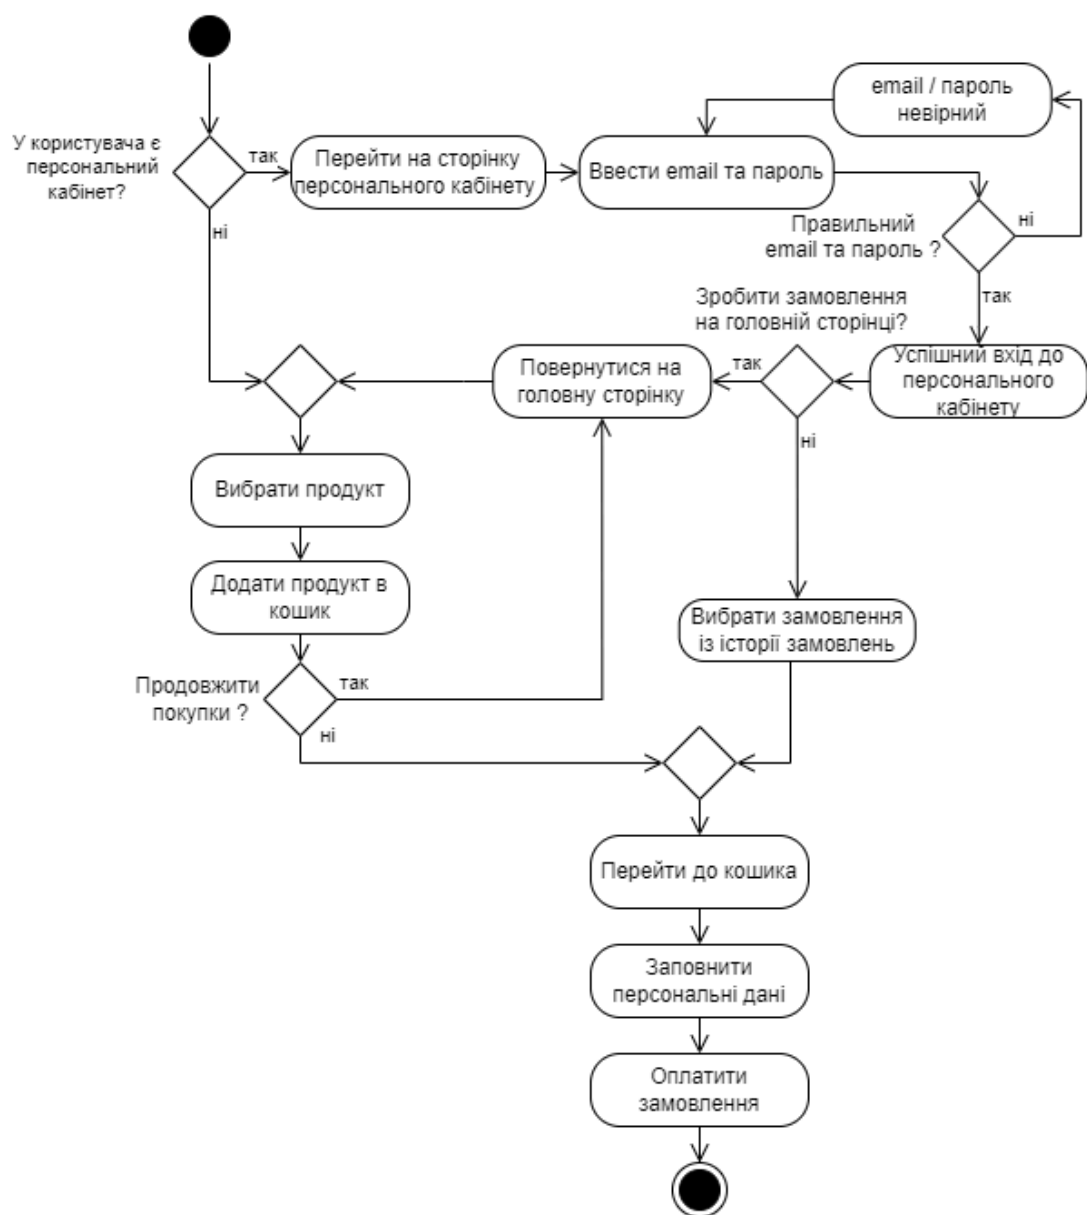 email / пароль
невірний
У користувача є
персональний
кабінет?
так
Перейти на сторінку
персонального кабінету
Ввести email та пароль
ні
Правильний
email та пароль ?
ні
так
Зробити замовлення
на головній сторінці?
Успішний вхід до
персонального
кабінету
так
Повернутися на
головну сторінку
ні
Вибрати продукт
Додати продукт в
кошик
Вибрати замовлення
із історії замовлень
Продовжити
покупки ?
так
ні
Перейти до кошика
Заповнити
персональні дані
Оплатити
замовлення